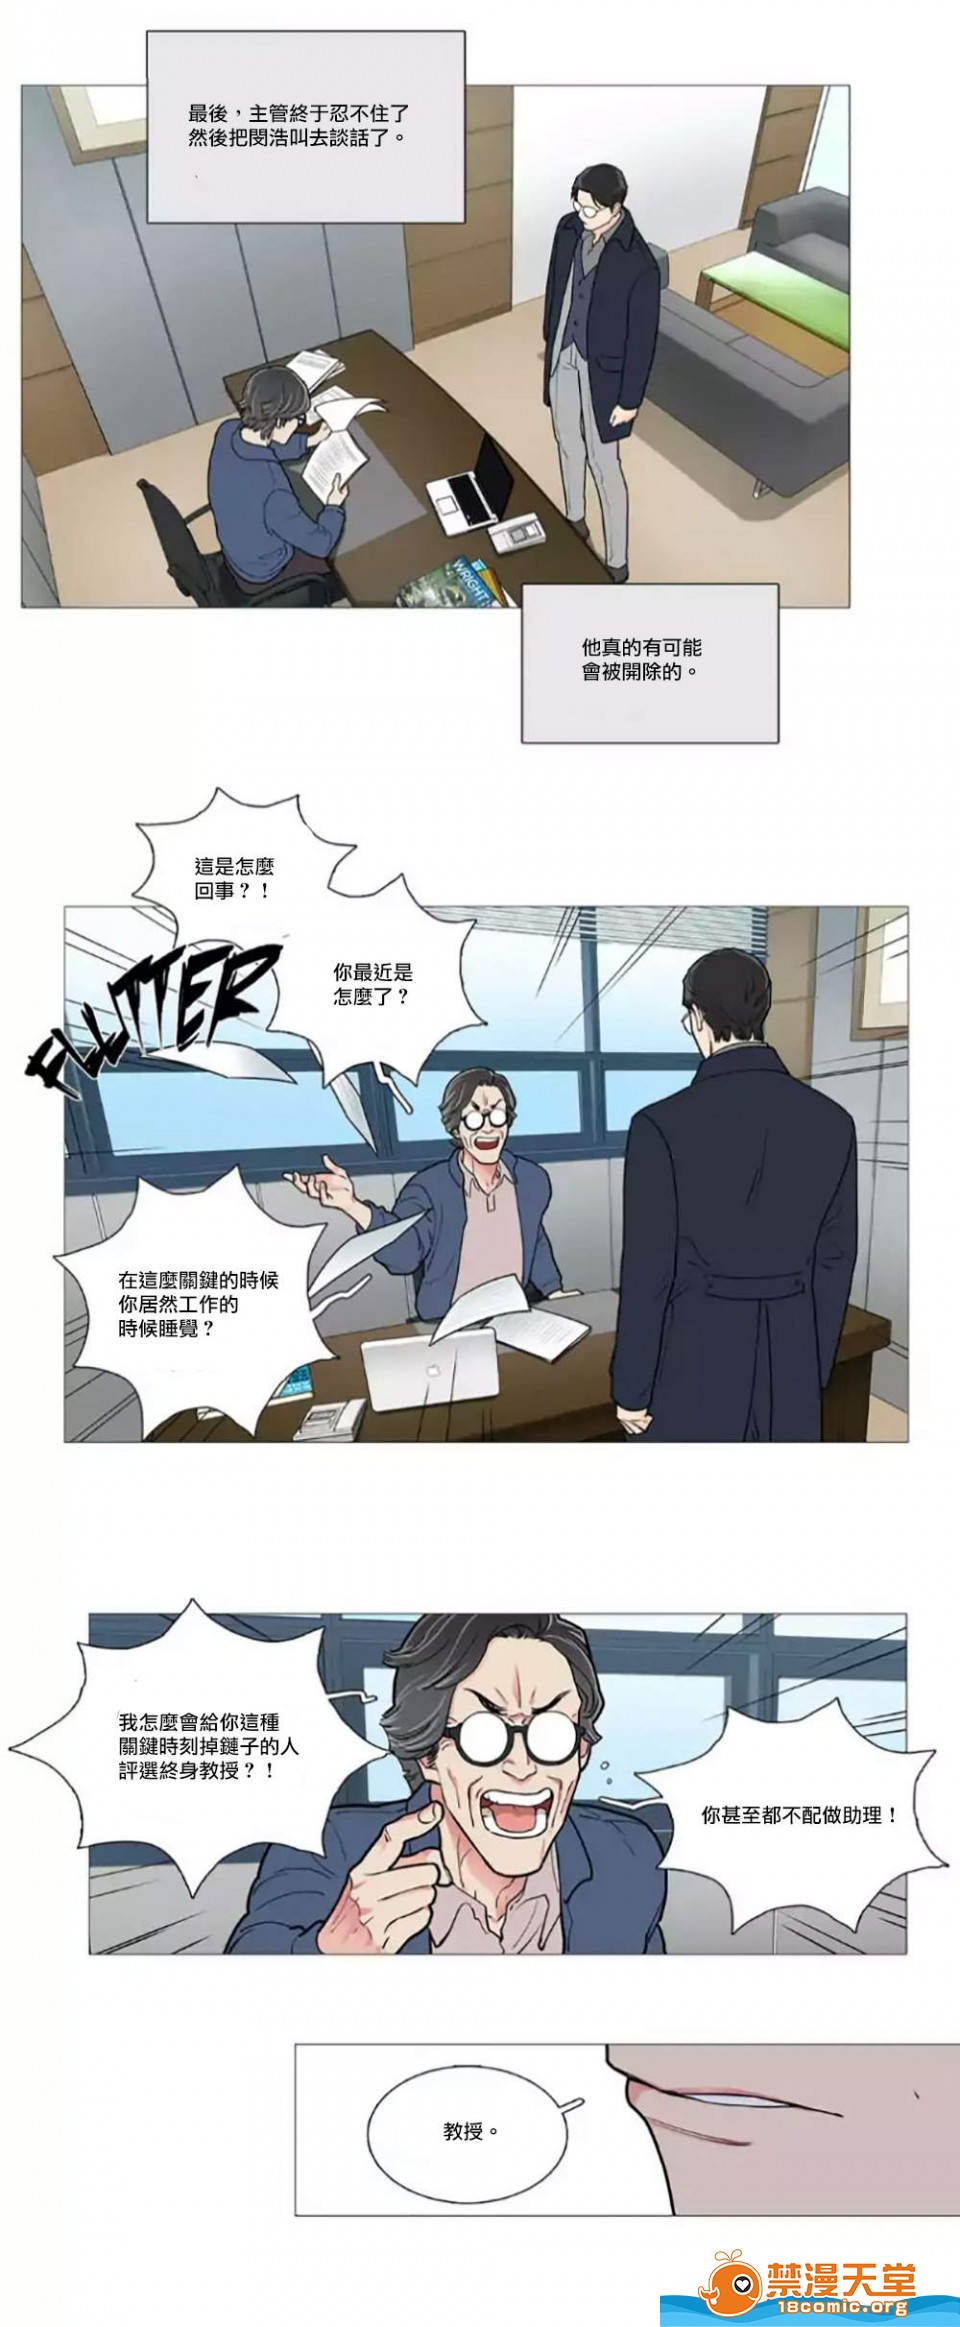 最後，主管終于忍不住了
然後把閔浩叫去談話了。
WRIGHT
他真的有可能
會被開除的。
這是怎麼
回事？！
你最近是
怎麼了？
FLUTTER
在這麼關鍵的時候
你居然工作的
時候睡覺？
我怎麼會給你這種
關鍵時刻掉鏈子的人
評選終身教授？！
你甚至都不配做助理！
教授。
禁漫天堂
18comic.org